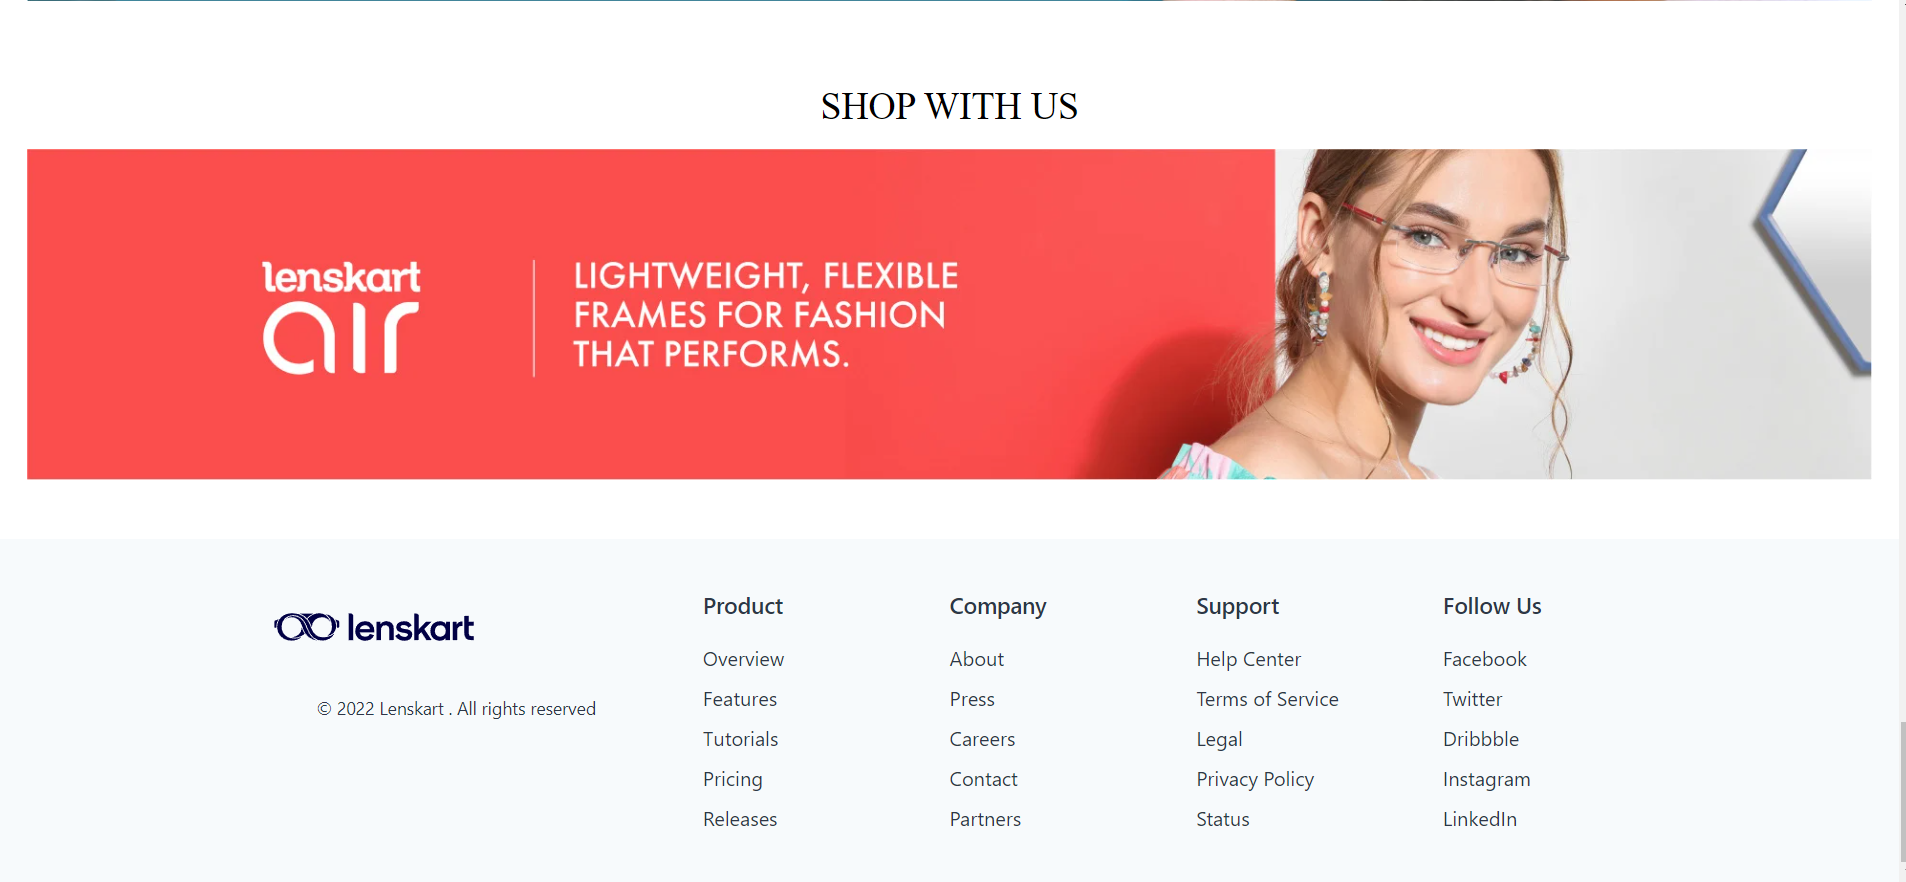 SHOP WITH US
lenskart
air
LIGHTWEIGHT, FLEXIBLE
FRAMES FOR FASHION
THAT PERFORMS.
lenskart
© 2022 Lenskart . All rights reserved
Product
Overview
Features
Tutorials
Pricing
Releases
Company
About
Press
Careers
Contact
Partners
Support
Help Center
Terms of Service
Legal
Privacy Policy
Status
Follow Us
Facebook
Twitter
Dribbble
Instagram
LinkedIn